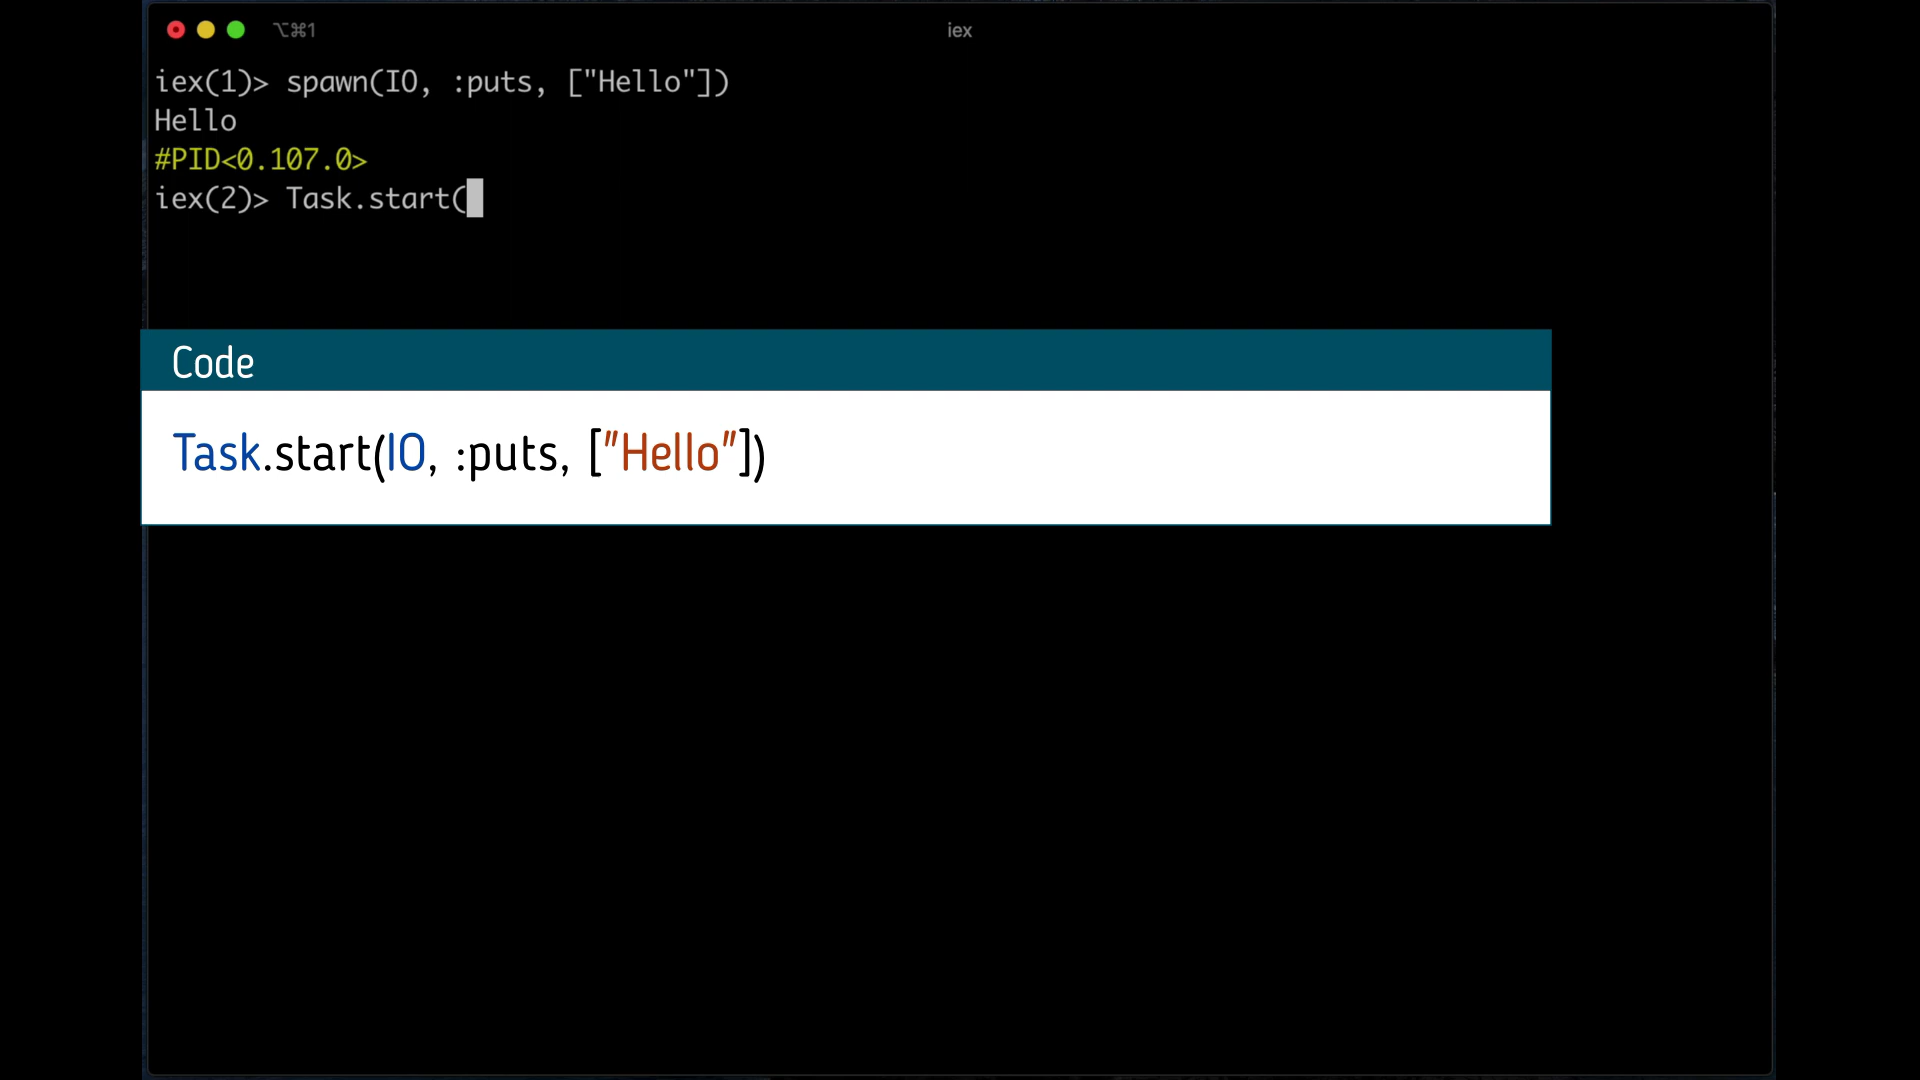 ⌥⌘1 iex
iex(1)> spawn(IO, :puts, ["Hello"])
Hello
#PID<0.107.0>
iex(2)> Task.start(
Code
Task.start(IO, :puts, ["Hello"])